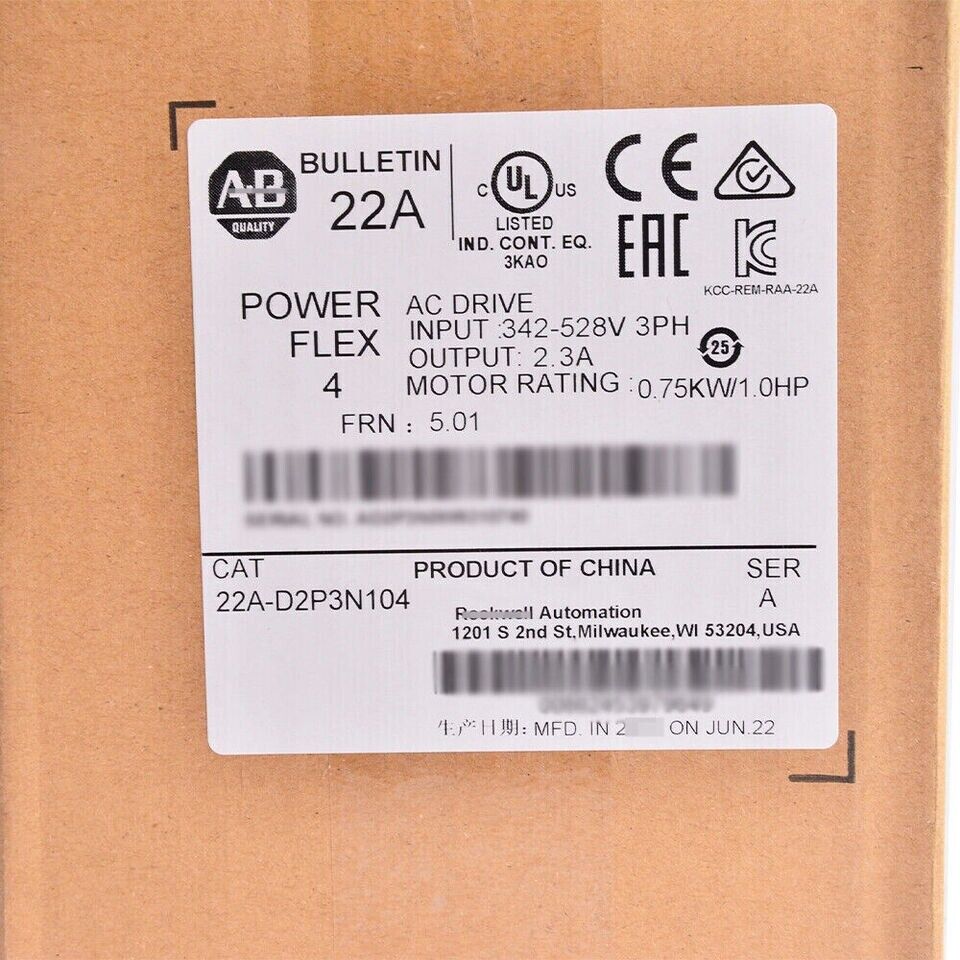 AB
QUALITY
BULLETIN
22A
C UL US
LISTED
IND. CONT. EQ.
3KAO
CE
EAC
KC
KCC-REM-RAA-22A
POWER
FLEX
4
AC DRIVE
INPUT :342-528V 3PH
OUTPUT: 2.3A
MOTOR RATING :0.75KW/1.0HP
25
FRN : 5.01
CAT
22A-D2P3N104
PRODUCT OF CHINA
SER
A
Rockwell Automation
1201 S 2nd St,Milwaukee,WI 53204,USA
生产日期: MFD. IN 2 ON JUN.22